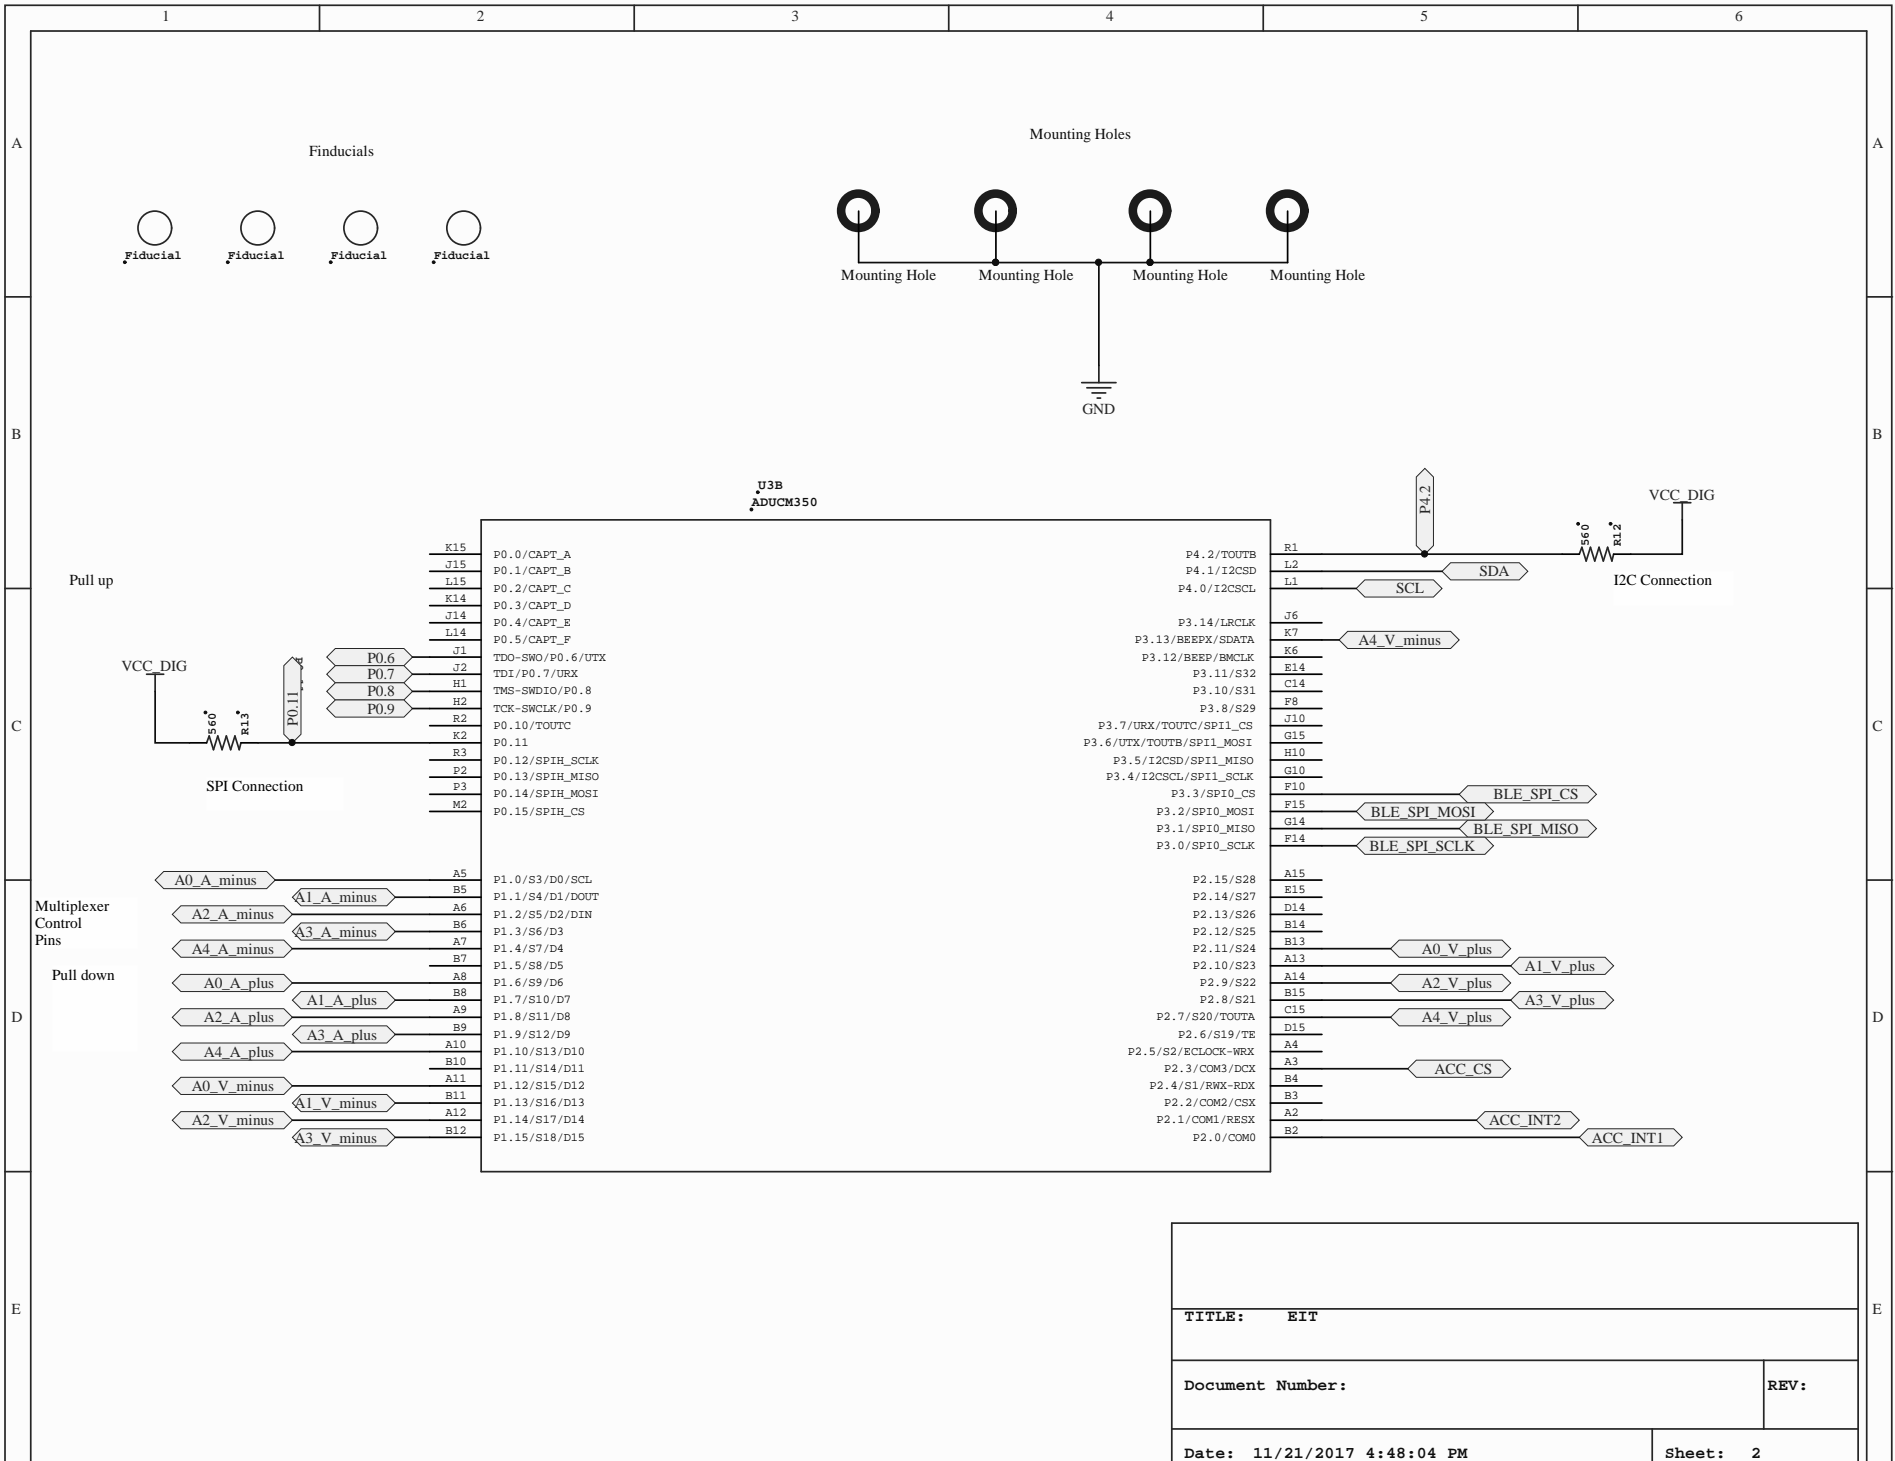 1 2 3 4 5 6
A A
Mounting Holes
Finducials
Fiducial Fiducial Fiducial Fiducial
Mounting Hole Mounting Hole Mounting Hole Mounting Hole
GND
B B
U3B
ADUCM350
P4.2
VCC_DIG
560 R12
K15 P0.0/CAPT_A P4.2/TOUTB R1
J15 P0.1/CAPT_B P4.1/I2CSD L2 SDA
Pull up
I2C Connection
L15 P0.2/CAPT_C P4.0/I2CSCL L1 SCL
K14 P0.3/CAPT_D
J14 P0.4/CAPT_E P3.14/LRCLK J6
L14 P0.5/CAPT_F P3.13/BEEPX/SDATA K7 A4_V_minus
P0.6 J1 TDO-SWO/P0.6/UTX P3.12/BEEP/BMCLK K6
VCC_DIG
P0.7 J2 TDI/P0.7/URX P3.11/S32 E14
P0.8 H1 TMS-SWDIO/P0.8 P3.10/S31 C14
P0.9 H2 TCK-SWCLK/P0.9 P3.8/S29 F8
P0.11
560 R13
C C
R2 P0.10/TOUTC P3.7/URX/TOUTC/SPI1_CS J10
K2 P0.11 P3.6/UTX/TOUTB/SPI1_MOSI G15
R3 P0.12/SPIH_SCLK P3.5/I2CSD/SPI1_MISO H10
P2 P0.13/SPIH_MISO P3.4/I2CSCL/SPI1_SCLK G10
SPI Connection
P3 P0.14/SPIH_MOSI P3.3/SPI0_CS F10 BLE_SPI_CS
M2 P0.15/SPIH_CS P3.2/SPI0_MOSI F15 BLE_SPI_MOSI
P3.1/SPI0_MISO G14 BLE_SPI_MISO
P3.0/SPI0_SCLK F14 BLE_SPI_SCLK
A0_A_minus A5 P1.0/S3/D0/SCL P2.15/S28 A15
A1_A_minus B5 P1.1/S4/D1/DOUT P2.14/S27 E15
Multiplexer
Control
Pins
A2_A_minus A6 P1.2/S5/D2/DIN P2.13/S26 D14
A3_A_minus B6 P1.3/S6/D3 P2.12/S25 B14
A4_A_minus A7 P1.4/S7/D4 P2.11/S24 B13 A0_V_plus
B7 P1.5/S8/D5 P2.10/S23 A13 A1_V_plus
Pull down
A0_A_plus A8 P1.6/S9/D6 P2.9/S22 A14 A2_V_plus
A1_A_plus B8 P1.7/S10/D7 P2.8/S21 B15 A3_V_plus
D D
A2_A_plus A9 P1.8/S11/D8 P2.7/S20/TOUTA C15 A4_V_plus
A3_A_plus B9 P1.9/S12/D9 P2.6/S19/TE D15
A4_A_plus A10 P1.10/S13/D10 P2.5/S2/ECLOCK-WRX A4
B10 P1.11/S14/D11 P2.3/COM3/DCX A3 ACC_CS
A0_V_minus A11 P1.12/S15/D12 P2.4/S1/RWX-RDX B4
A1_V_minus B11 P1.13/S16/D13 P2.2/COM2/CSX B3
A2_V_minus A12 P1.14/S17/D14 P2.1/COM1/RESX A2 ACC_INT2
A3_V_minus B12 P1.15/S18/D15 P2.0/COM0 B2 ACC_INT1
E E
TITLE: EIT
Document Number: REV:
Date: 11/21/2017 4:48:04 PM Sheet: 2